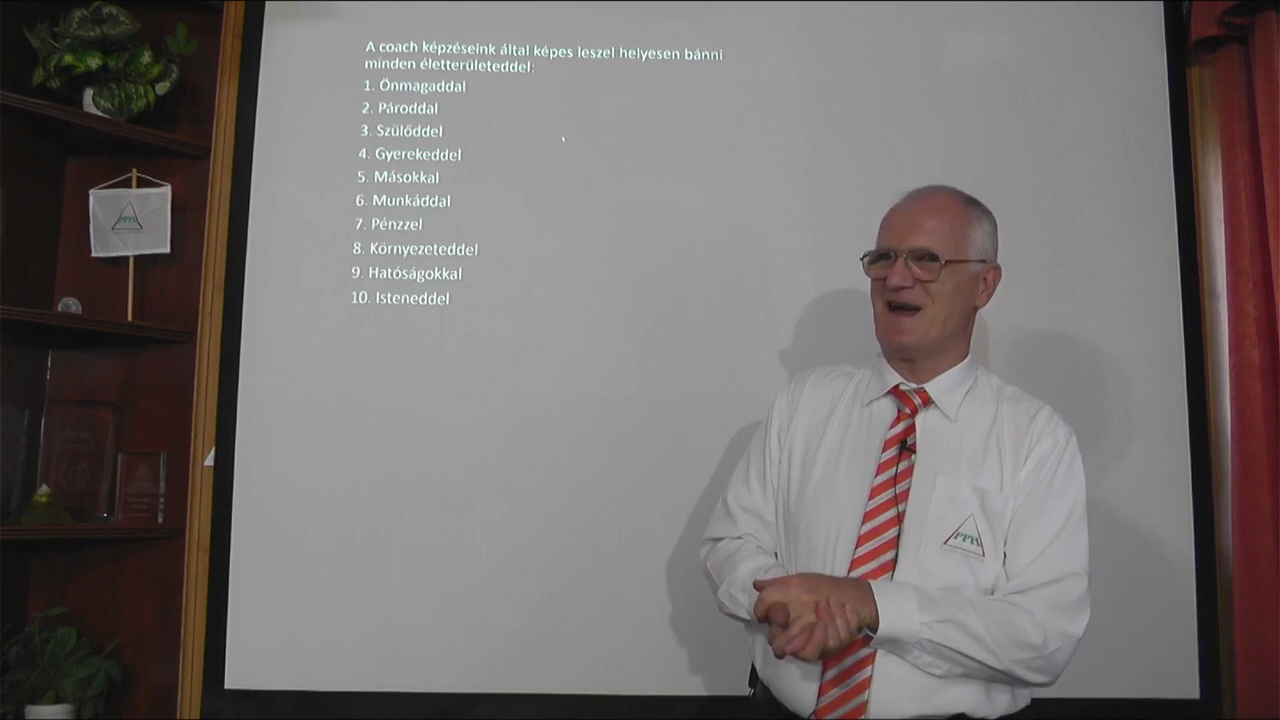 A coach képzéseink által képes leszel helyesen bánni
minden életterületeddel:
1. Önmagaddal
2. Pároddal
3. Szülőddel
4. Gyerekeddel
5. Másokkal
6. Munkáddal
7. Pénzzel
8. Környezeteddel
9. Hatóságokkal
10. Isteneddel